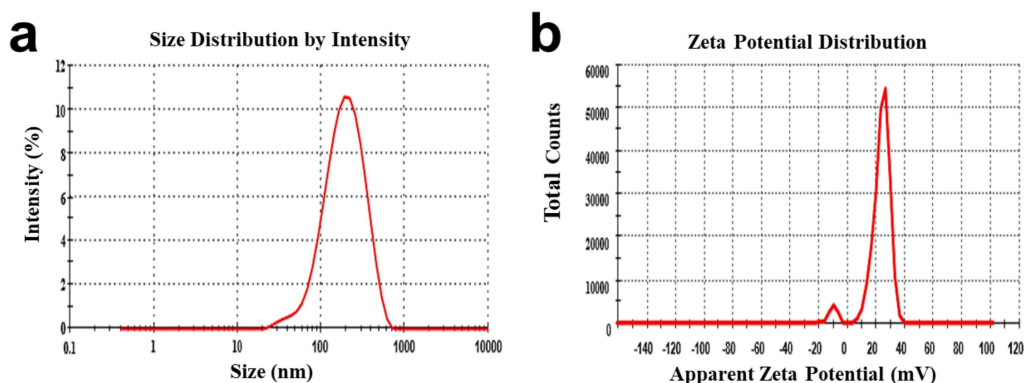 a
Size Distribution by Intensity
12
10
8
6
4
2
0
Intensity (%)
0.1 1 10 100 1000 10000
Size (nm)
b
Zeta Potential Distribution
60000
50000
40000
30000
20000
10000
0
Total Counts
-140 -120 -100 -80 -60 -40 -20 0 20 40 60 80 100 120
Apparent Zeta Potential (mV)